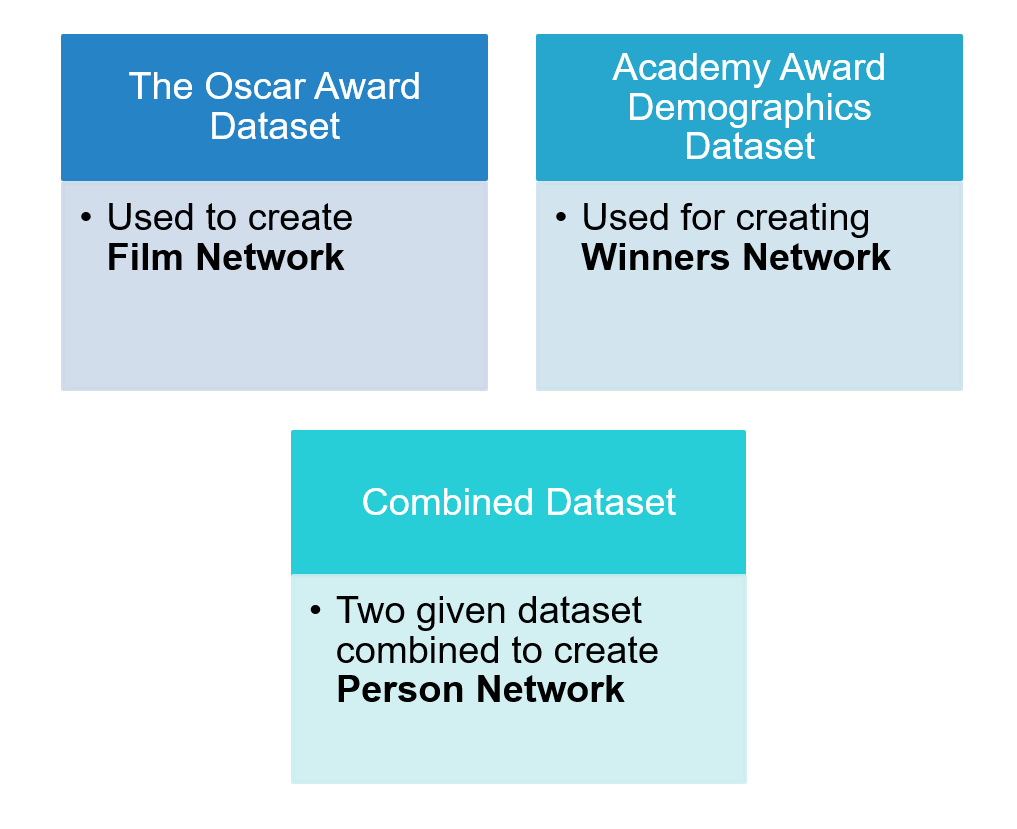 The Oscar Award
Dataset
• Used to create
Film Network
Academy Award
Demographics
Dataset
• Used for creating
Winners Network
Combined Dataset
• Two given dataset
combined to create
Person Network